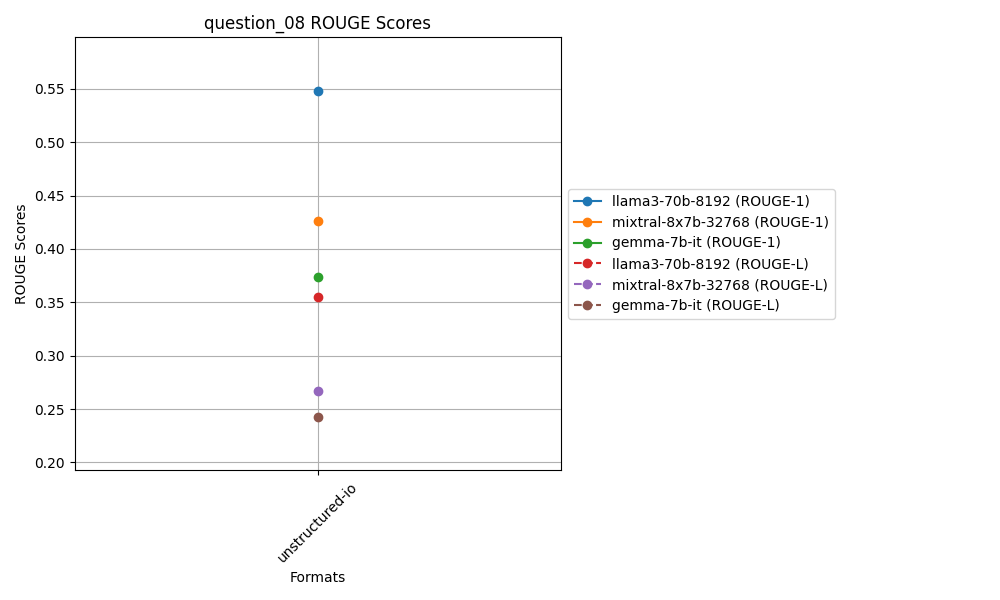 question_08 ROUGE Scores
ROUGE Scores
0.55
0.50
0.45
0.40
0.35
0.30
0.25
0.20
unstructured-io
Formats
llama3-70b-8192 (ROUGE-1)
mixtral-8x7b-32768 (ROUGE-1)
gemma-7b-it (ROUGE-1)
llama3-70b-8192 (ROUGE-L)
mixtral-8x7b-32768 (ROUGE-L)
gemma-7b-it (ROUGE-L)